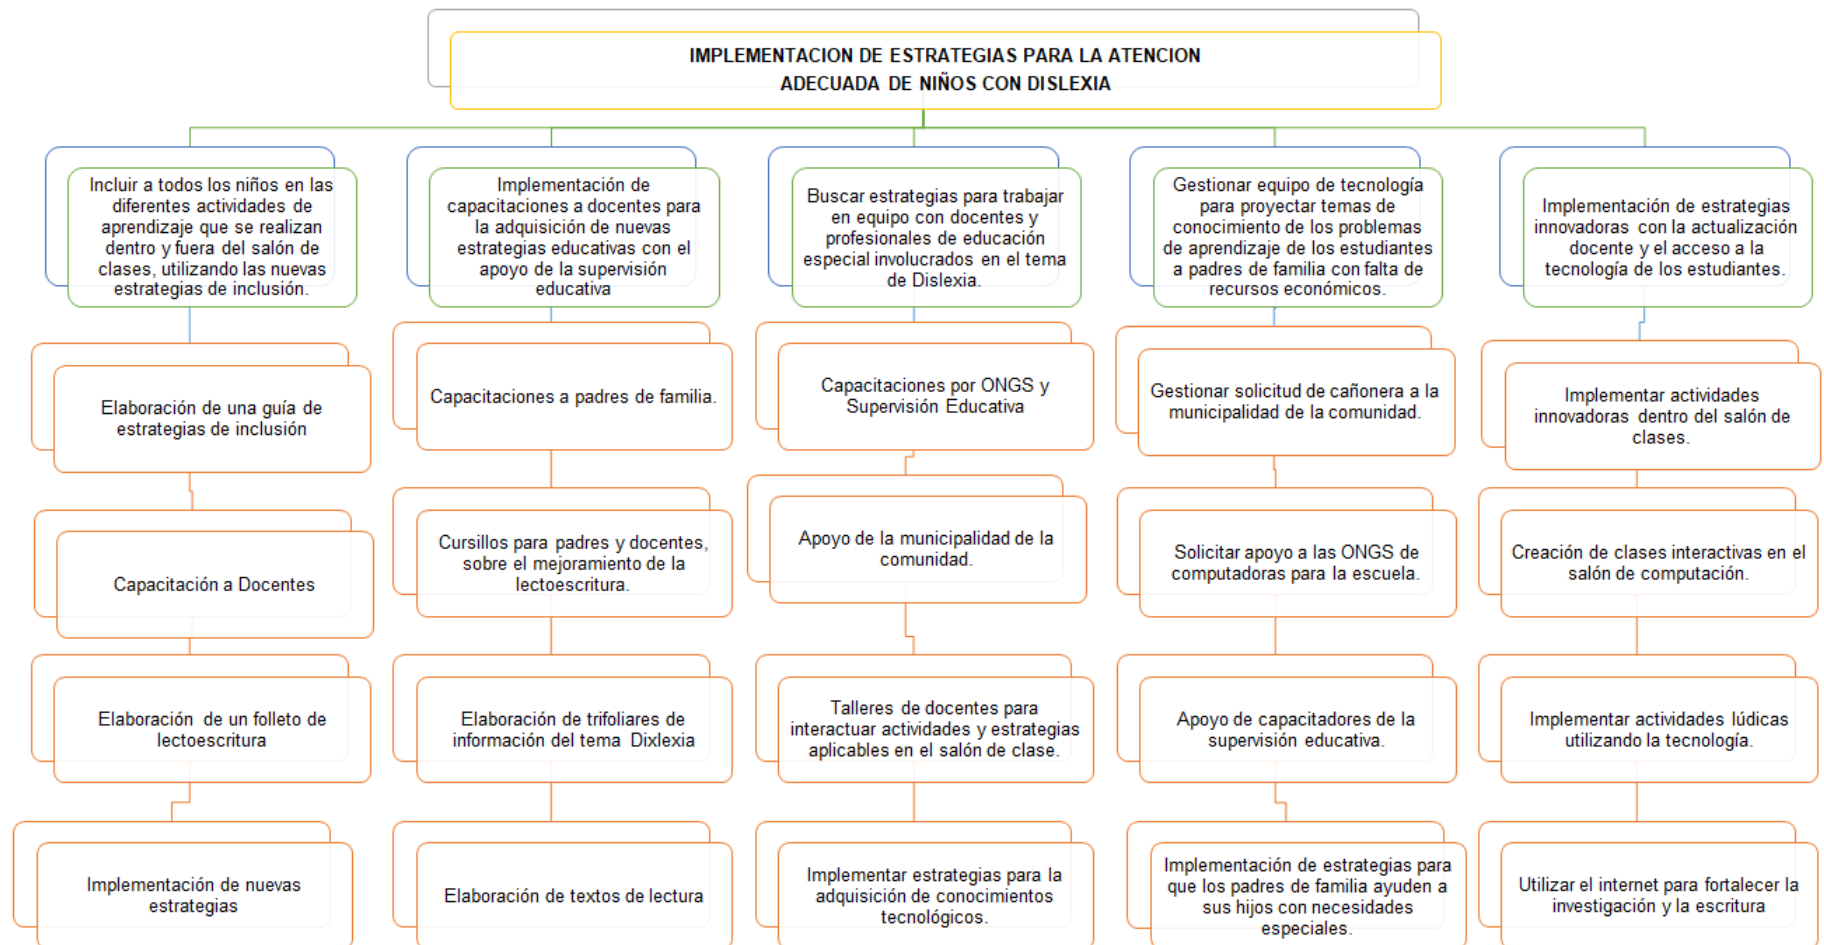 IMPLEMENTACION DE ESTRATEGIAS PARA LA ATENCION
ADECUADA DE NIÑOS CON DISLEXIA
Incluir a todos los niños en las
diferentes actividades de
aprendizaje que se realizan
dentro y fuera del salón de
clases, utilizando las nuevas
estrategias de inclusión.
Implementación de
capacitaciones a docentes para
la adquisición de nuevas
estrategias educativas con el
apoyo de la supervisión
educativa
Buscar estrategias para trabajar
en equipo con docentes y
profesionales de educación
especial involucrados en el tema
de Dislexia.
Gestionar equipo de tecnología
para proyectar temas de
conocimiento de los problemas
de aprendizaje de los estudiantes
a padres de familia con falta de
recursos económicos.
Implementación de estrategias
innovadoras con la actualización
docente y el acceso a la
tecnología de los estudiantes.
Elaboración de una guía de
estrategias de inclusión
Capacitaciones a padres de familia.
Capacitaciones por ONGS y
Supervisión Educativa
Gestionar solicitud de cañonera a la
municipalidad de la comunidad.
Implementar actividades
innovadoras dentro del salón de
clases.
Capacitación a Docentes
Cursillos para padres y docentes,
sobre el mejoramiento de la
lectoescritura.
Apoyo de la municipalidad de la
comunidad.
Solicitar apoyo a las ONGS de
computadoras para la escuela.
Creación de clases interactivas en el
salón de computación.
Elaboración de un folleto de
lectoescritura
Elaboración de trifoliares de
información del tema Dixlexia
Talleres de docentes para
interactuar actividades y estrategias
aplicables en el salón de clase.
Apoyo de capacitadores de la
supervisión educativa.
Implementar actividades lúdicas
utilizando la tecnología.
Implementación de nuevas
estrategias
Elaboración de textos de lectura
Implementar estrategias para la
adquisición de conocimientos
tecnológicos.
Implementación de estrategias para
que los padres de familia ayuden a
sus hijos con necesidades
especiales.
Utilizar el internet para fortalecer la
investigación y la escritura